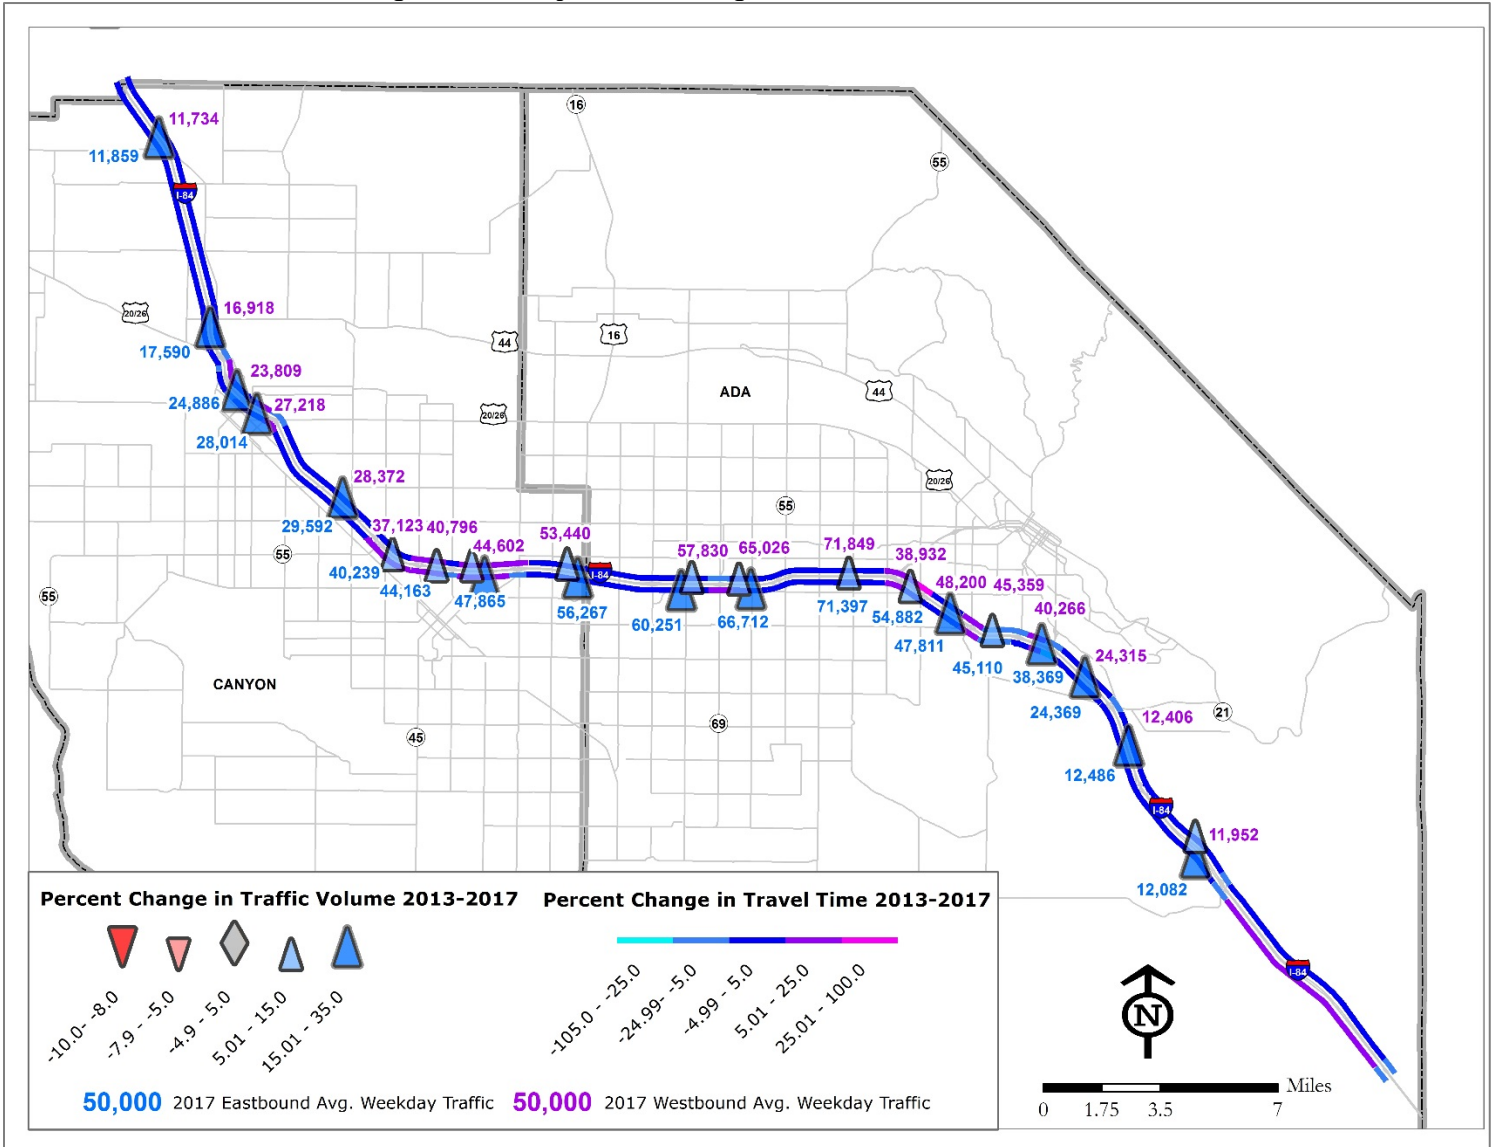 16
11,734
55
11,859
I-84
16,918
20/26
16
44
17,590
23,809
ADA
44
24,886
27,218
20/26
28,014
28,372
20/26
55
29,592
37,123
40,796
53,440
71,849
55
44,602
57,830
65,026
38,932
40,239
I-84
48,200
45,359
44,163
55
47,865
56,267
60,251
66,712
71,397
54,882
40,266
47,811
45,110
24,315
38,369
CANYON
24,369
12,406
21
69
45
12,486
I-84
11,952
12,082
Percent Change in Traffic Volume 2013-2017
Percent Change in Travel Time 2013-2017
-10.0- -8.0
-7.9 - -5.0
-4.9 - 5.0
5.01 - 15.0
15.01 - 35.0
-105.0 - -25.0
-24.99- -5.0
-4.99 - 5.0
5.01 - 25.0
25.01 - 100.0
I-84
N
50,000 2017 Eastbound Avg. Weekday Traffic
50,000 2017 Westbound Avg. Weekday Traffic
Miles
0 1.75 3.5 7